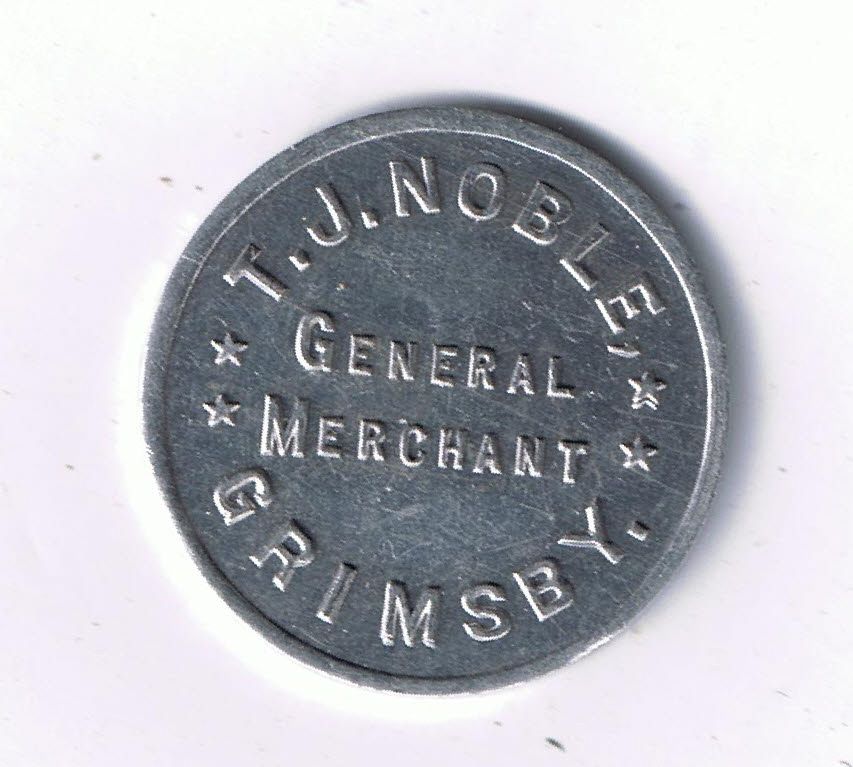 T.J. NOBLE,
GENERAL
MERCHANT
GRIMSBY.